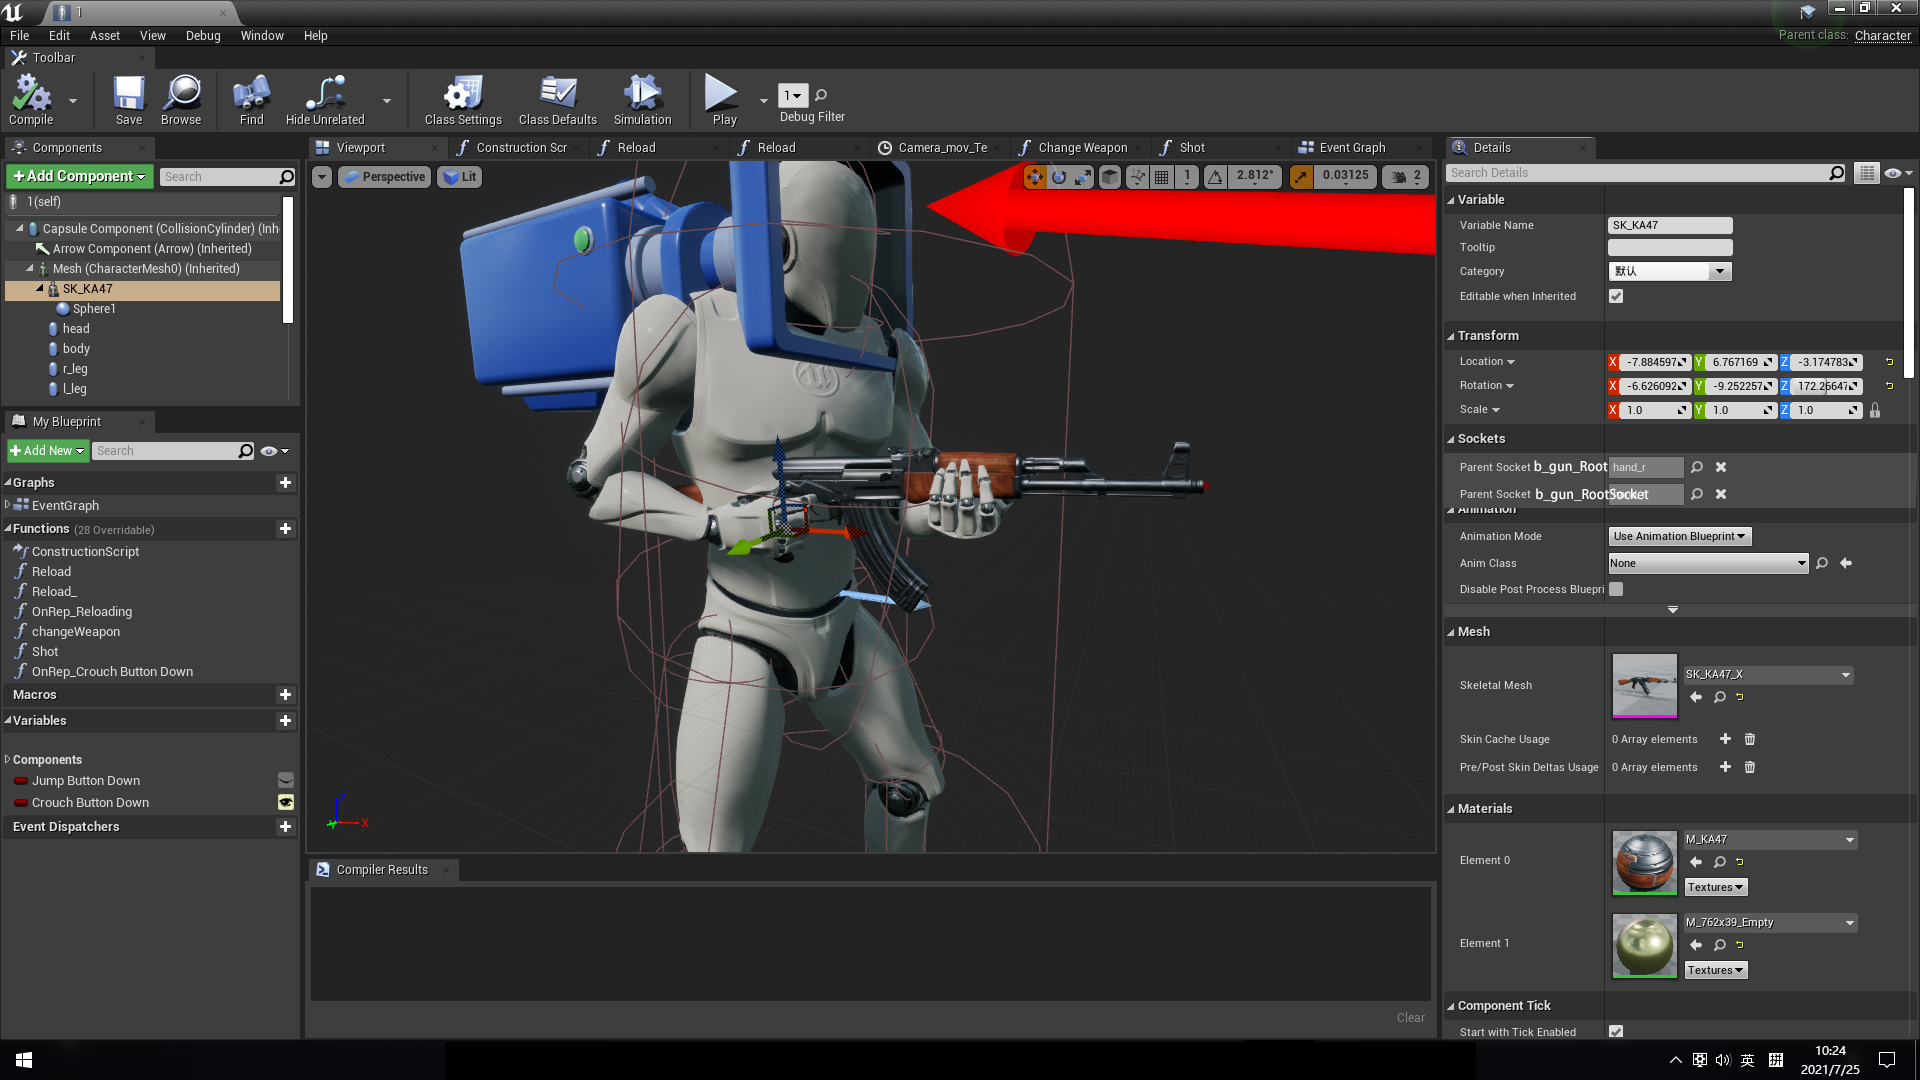 1
File Edit Asset View Debug Window Help
Parent class: Character
Toolbar
Compile Save Browse Find Hide Unrelated Class Settings Class Defaults Simulation Play
1
Debug Filter
Components
+Add Component
Search
1(self)
Capsule Component (CollisionCylinder) (Inh
Arrow Component (Arrow) (Inherited)
Mesh (CharacterMesh0) (Inherited)
SK_KA47
Sphere1
head
body
r_leg
l_leg
My Blueprint
+Add New
Search
Graphs
EventGraph
Functions (28 Overridable)
ConstructionScript
Reload
Reload_
OnRep_Reloading
changeWeapon
Shot
OnRep_Crouch Button Down
Macros
Variables
Components
Jump Button Down
Crouch Button Down
Event Dispatchers
Viewport Construction Scr Reload Reload Camera_mov_Te Change Weapon Shot Event Graph
Perspective Lit
1 2.812° 0.03125 2
Z
X
Compiler Results
Clear
Details
Search Details
Variable
Variable Name SK_KA47
Tooltip
Category 默认
Editable when Inherited
Transform
Location X -7.884597 Y 6.767169 Z -3.174783
Rotation X -6.626092 Y -9.252257 Z 172.26647
Scale X 1.0 Y 1.0 Z 1.0
Sockets
Parent Socket b_gun_Root hand_r
Parent Socket b_gun_RootSocket
Animation
Animation Mode Use Animation Blueprint
Anim Class None
Disable Post Process Bluepri
Mesh
Skeletal Mesh SK_KA47_X
Skin Cache Usage 0 Array elements
Pre/Post Skin Deltas Usage 0 Array elements
Materials
Element 0 M_KA47
Textures
Element 1 M_762x39_Empty
Textures
Component Tick
Start with Tick Enabled
英
10:24
2021/7/25